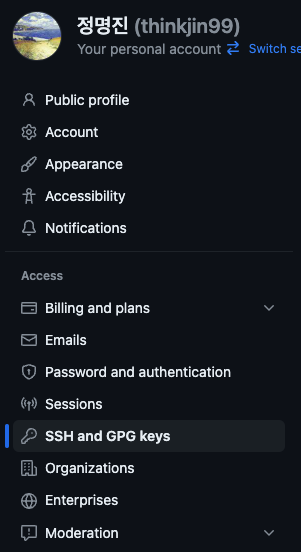 정명진 (thinkjin99)
Your personal account Switch se
Public profile
Account
Appearance
Accessibility
Notifications
Access
Billing and plans
Emails
Password and authentication
Sessions
SSH and GPG keys
Organizations
Enterprises
Moderation